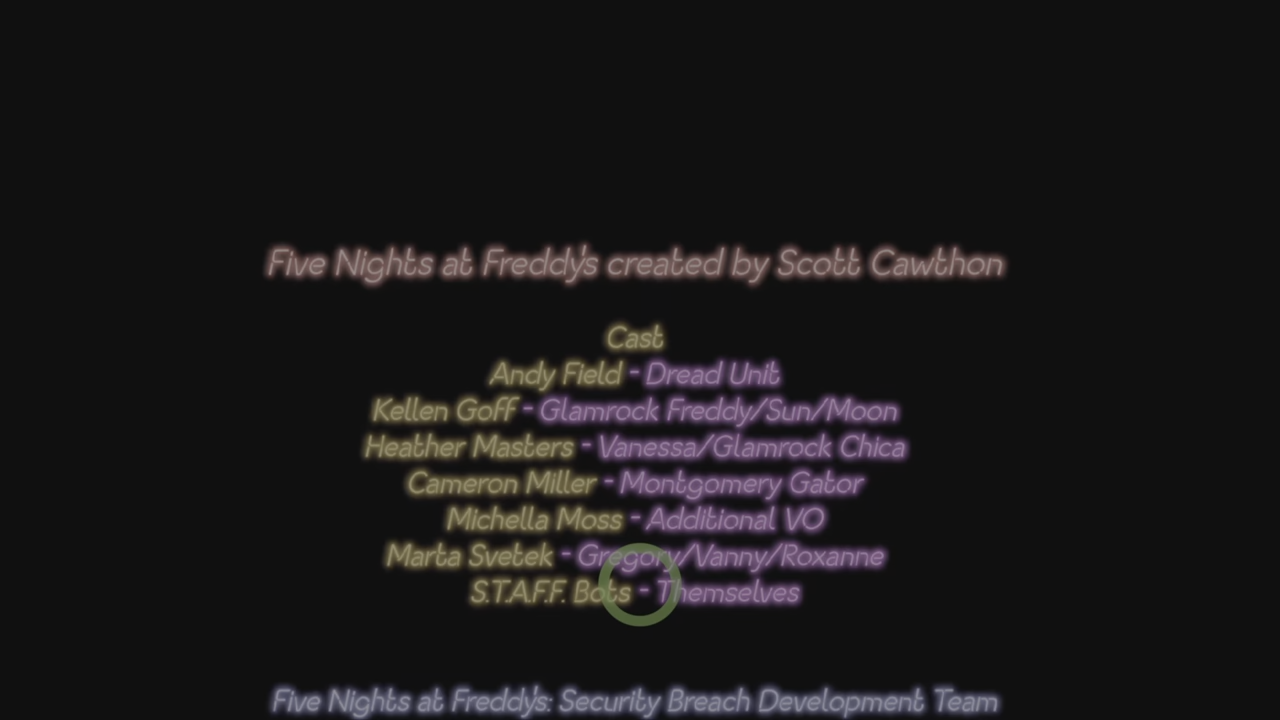 Five Nights at Freddy's created by Scott Cawthon
Cast
Andy Field - Dread Unit
Kellen Goff - Glamrock Freddy/Sun/Moon
Heather Masters - Vanessa/Glamrock Chica
Cameron Miller - Montgomery Gator
Michella Moss - Additional VO
Marta Svetek - Gregory/Vanny/Roxanne
S.T.A.F.F. Bots - Themselves
Five Nights at Freddy's: Security Breach Development Team